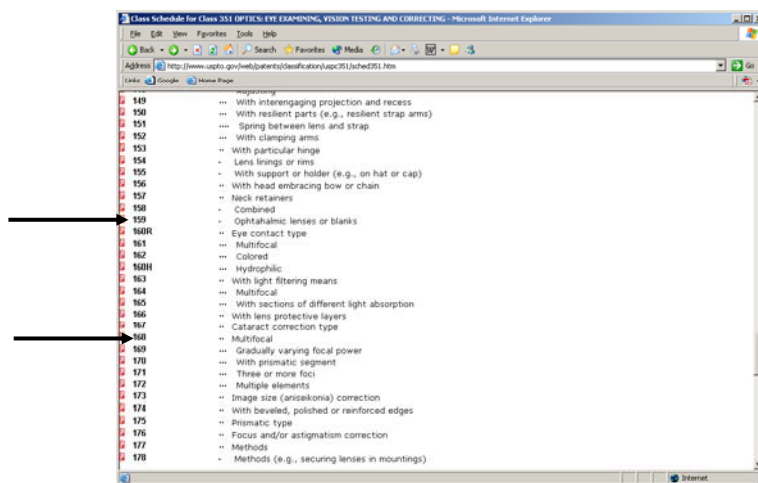 Class Schedule for Class 351 OPTICS: EYE EXAMINING, VISION TESTING AND CORRECTING - Microsoft Internet Explorer
File Edit View Favorites Tools Help
Back Search Favorites Media
Address http://www.uspto.gov/web/patents/classification/uspc351/sched351.htm Go
Links Google Home Page
149 ... With interengaging projection and recess
150 ... With resilient parts (e.g., resilient strap arms)
151 .... Spring between lens and strap
152 ... With clamping arms
153 .. With particular hinge
154 . Lens linings or rims
155 . With support or holder (e.g., on hat or cap)
156 .. With head embracing bow or chain
157 .. Neck retainers
158 . Combined
159 . Ophtahalmic lenses or blanks
160R .. Eye contact type
161 ... Multifocal
162 ... Colored
160H ... Hydrophilic
163 .. With light filtering means
164 ... Multifocal
165 ... With sections of different light absorption
166 .. With lens protective layers
167 .. Cataract correction type
168 .. Multifocal
169 ... Gradually varying focal power
170 ... With prismatic segment
171 ... Three or more foci
172 ... Multiple elements
173 .. Image size (aniseikonia) correction
174 .. With beveled, polished or reinforced edges
175 .. Prismatic type
176 .. Focus and/or astigmatism correction
177 .. Methods
178 . Methods (e.g., securing lenses in mountings)
Internet